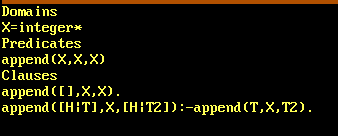 Domains
X=integer*
Predicates
append(X,X,X)
Clauses
append([],X,X).
append([H|T],X,[H|T2]):-append(T,X,T2).